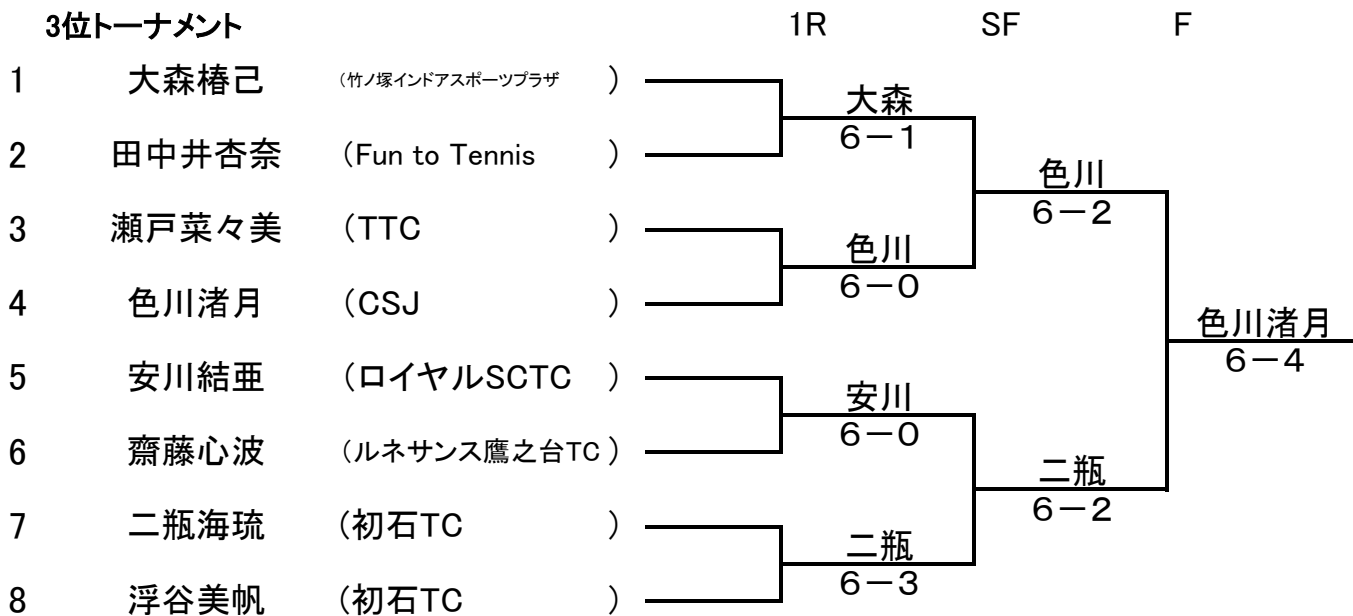 3位トーナメント 1R SF F
1 大森椿己 (竹ノ塚インドアスポーツプラザ )
大森
6－1
2 田中井杏奈 (Fun to Tennis )
色川
6－2
3 瀬戸菜々美 (TTC )
色川
6－0
4 色川渚月 (CSJ )
色川渚月
6－4
5 安川結亜 (ロイヤルSCTC )
安川
6－0
6 齋藤心波 (ルネサンス鷹之台TC )
二瓶
6－2
7 二瓶海琉 (初石TC )
二瓶
6－3
8 浮谷美帆 (初石TC )